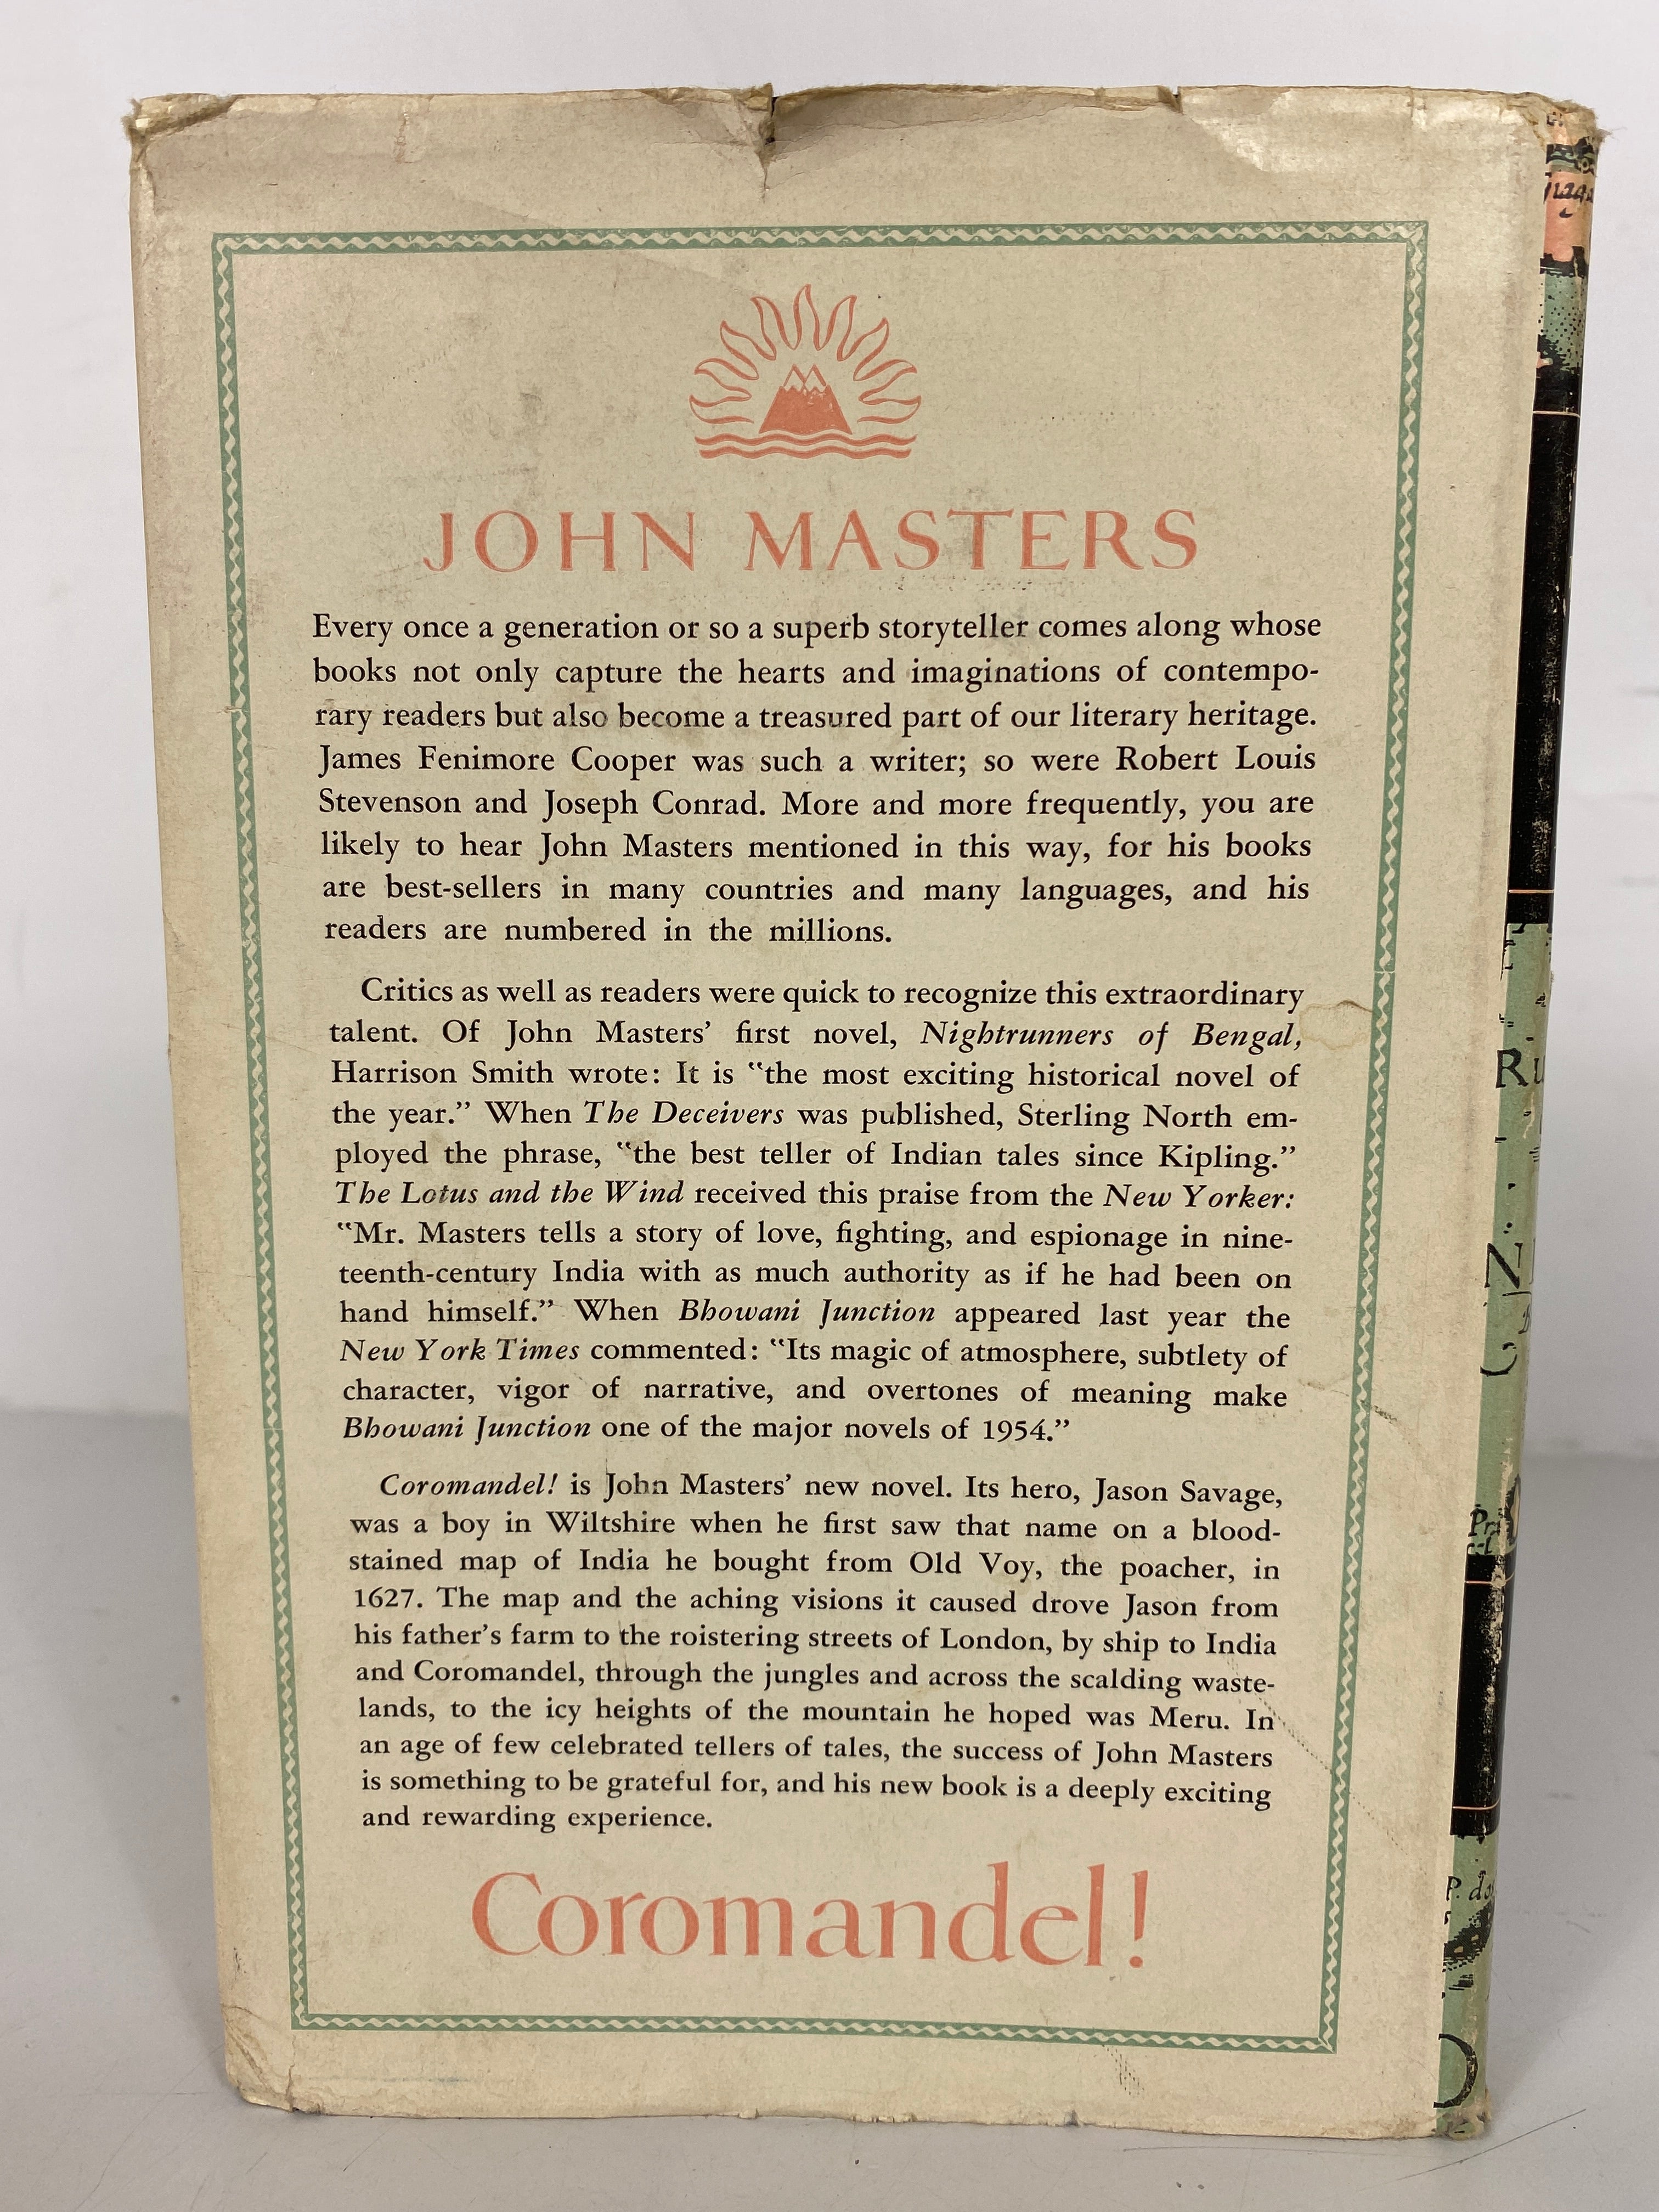 JOHN MASTERS
Every once a generation or so a superb storyteller comes along whose
books not only capture the hearts and imaginations of contempo-
rary readers but also become a treasured part of our literary heritage.
James Fenimore Cooper was such a writer; so were Robert Louis
Stevenson and Joseph Conrad. More and more frequently, you are
likely to hear John Masters mentioned in this way, for his books
are best-sellers in many countries and many languages, and his
readers are numbered in the millions.
Critics as well as readers were quick to recognize this extraordinary
talent. Of John Masters’ first novel, Nightrunners of Bengal,
Harrison Smith wrote: It is “the most exciting historical novel of
the year.” When The Deceivers was published, Sterling North em-
ployed the phrase, “the best teller of Indian tales since Kipling.”
The Lotus and the Wind received this praise from the New Yorker:
“Mr. Masters tells a story of love, fighting, and espionage in nine-
teenth-century India with as much authority as if he had been on
hand himself.” When Bhowani Junction appeared last year the
New York Times commented: “Its magic of atmosphere, subtlety of
character, vigor of narrative, and overtones of meaning make
Bhowani Junction one of the major novels of 1954.”
Coromandel! is John Masters’ new novel. Its hero, Jason Savage,
was a boy in Wiltshire when he first saw that name on a blood-
stained map of India he bought from Old Voy, the poacher, in
1627. The map and the aching visions it caused drove Jason from
his father’s farm to the roistering streets of London, by ship to India
and Coromandel, through the jungles and across the scalding waste-
lands, to the icy heights of the mountain he hoped was Meru. In
an age of few celebrated tellers of tales, the success of John Masters
is something to be grateful for, and his new book is a deeply exciting
and rewarding experience.
Coromandel!